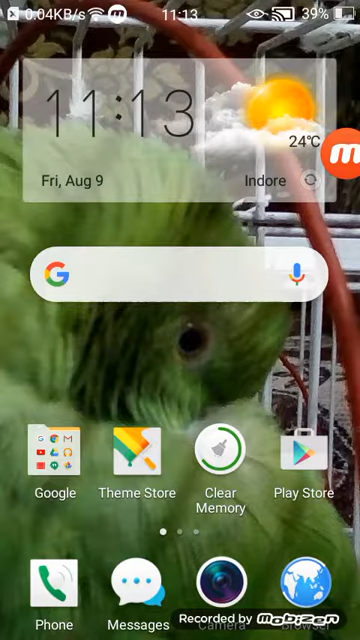 0.04KB/s 11:13 39%
11:13
24°C
Fri, Aug 9 Indore
Google Theme Store Clear Memory Play Store
Phone Messages Camera Browser
Recorded by Mobizen